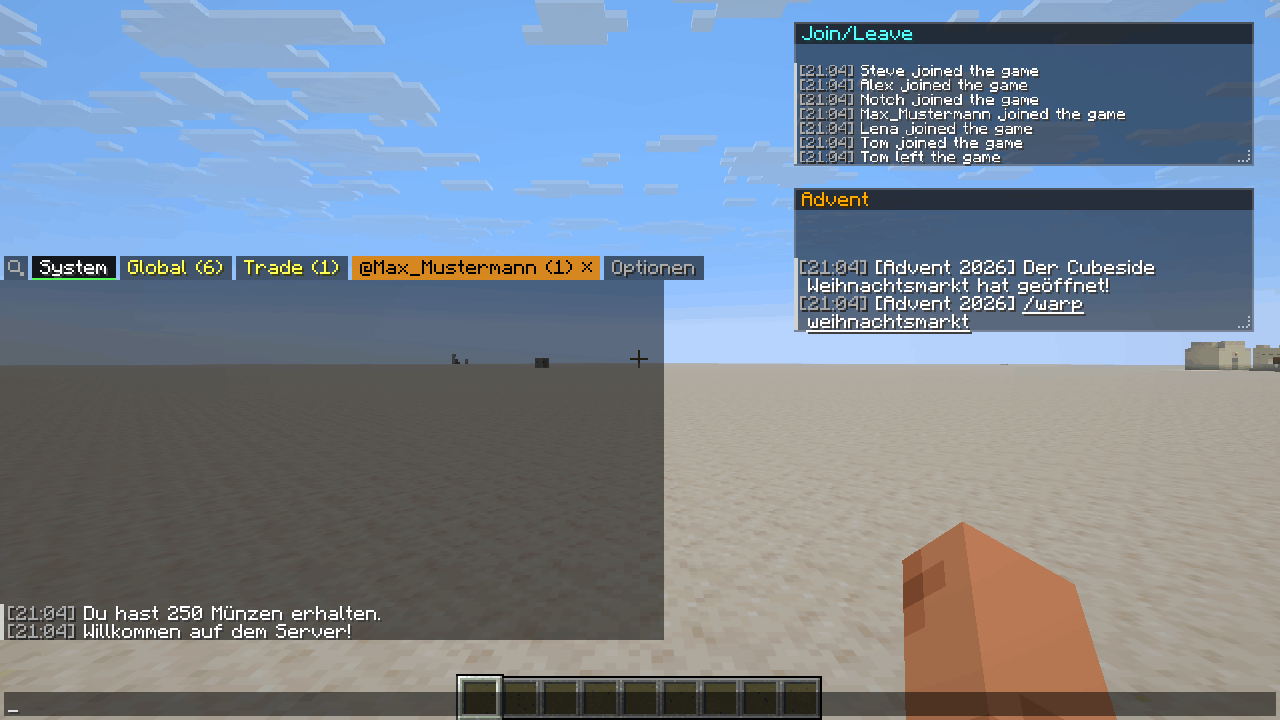 Join/Leave
[21:04] Steve joined the game
[21:04] Alex joined the game
[21:04] Notch joined the game
[21:04] Max_Mustermann joined the game
[21:04] Lena joined the game
[21:04] Tom joined the game
[21:04] Tom left the game
Advent
[21:04] [Advent 2026] Der Cubeside
Weihnachtsmarkt hat geöffnet!
[21:04] [Advent 2026] /warp
weihnachtsmarkt
System Global (6) Trade (1) @Max_Mustermann (1) × Optionen
[21:04] Du hast 250 Münzen erhalten.
[21:04] Willkommen auf dem Server!
_